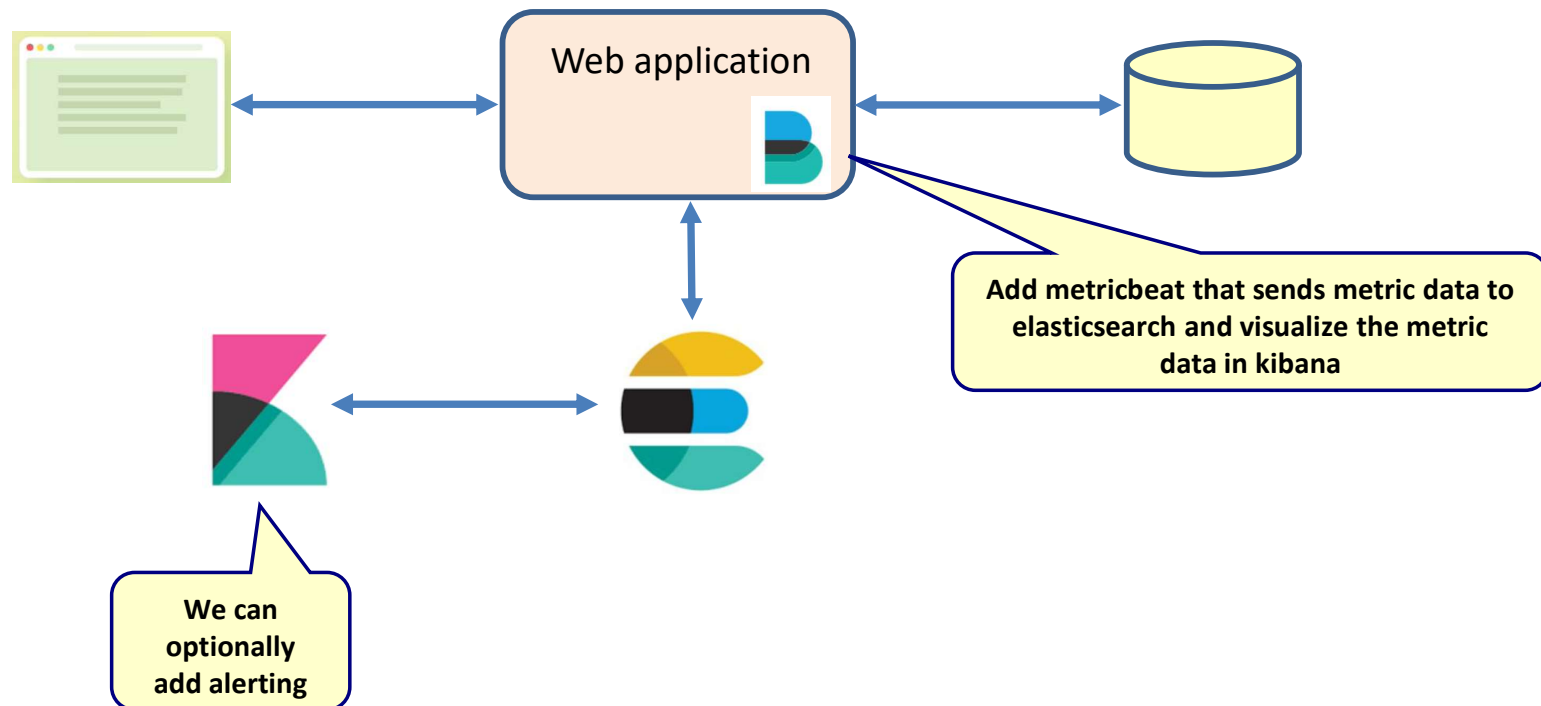 Web application
Add metricbeat that sends metric data to
elasticsearch and visualize the metric
data in kibana
We can
optionally
add alerting